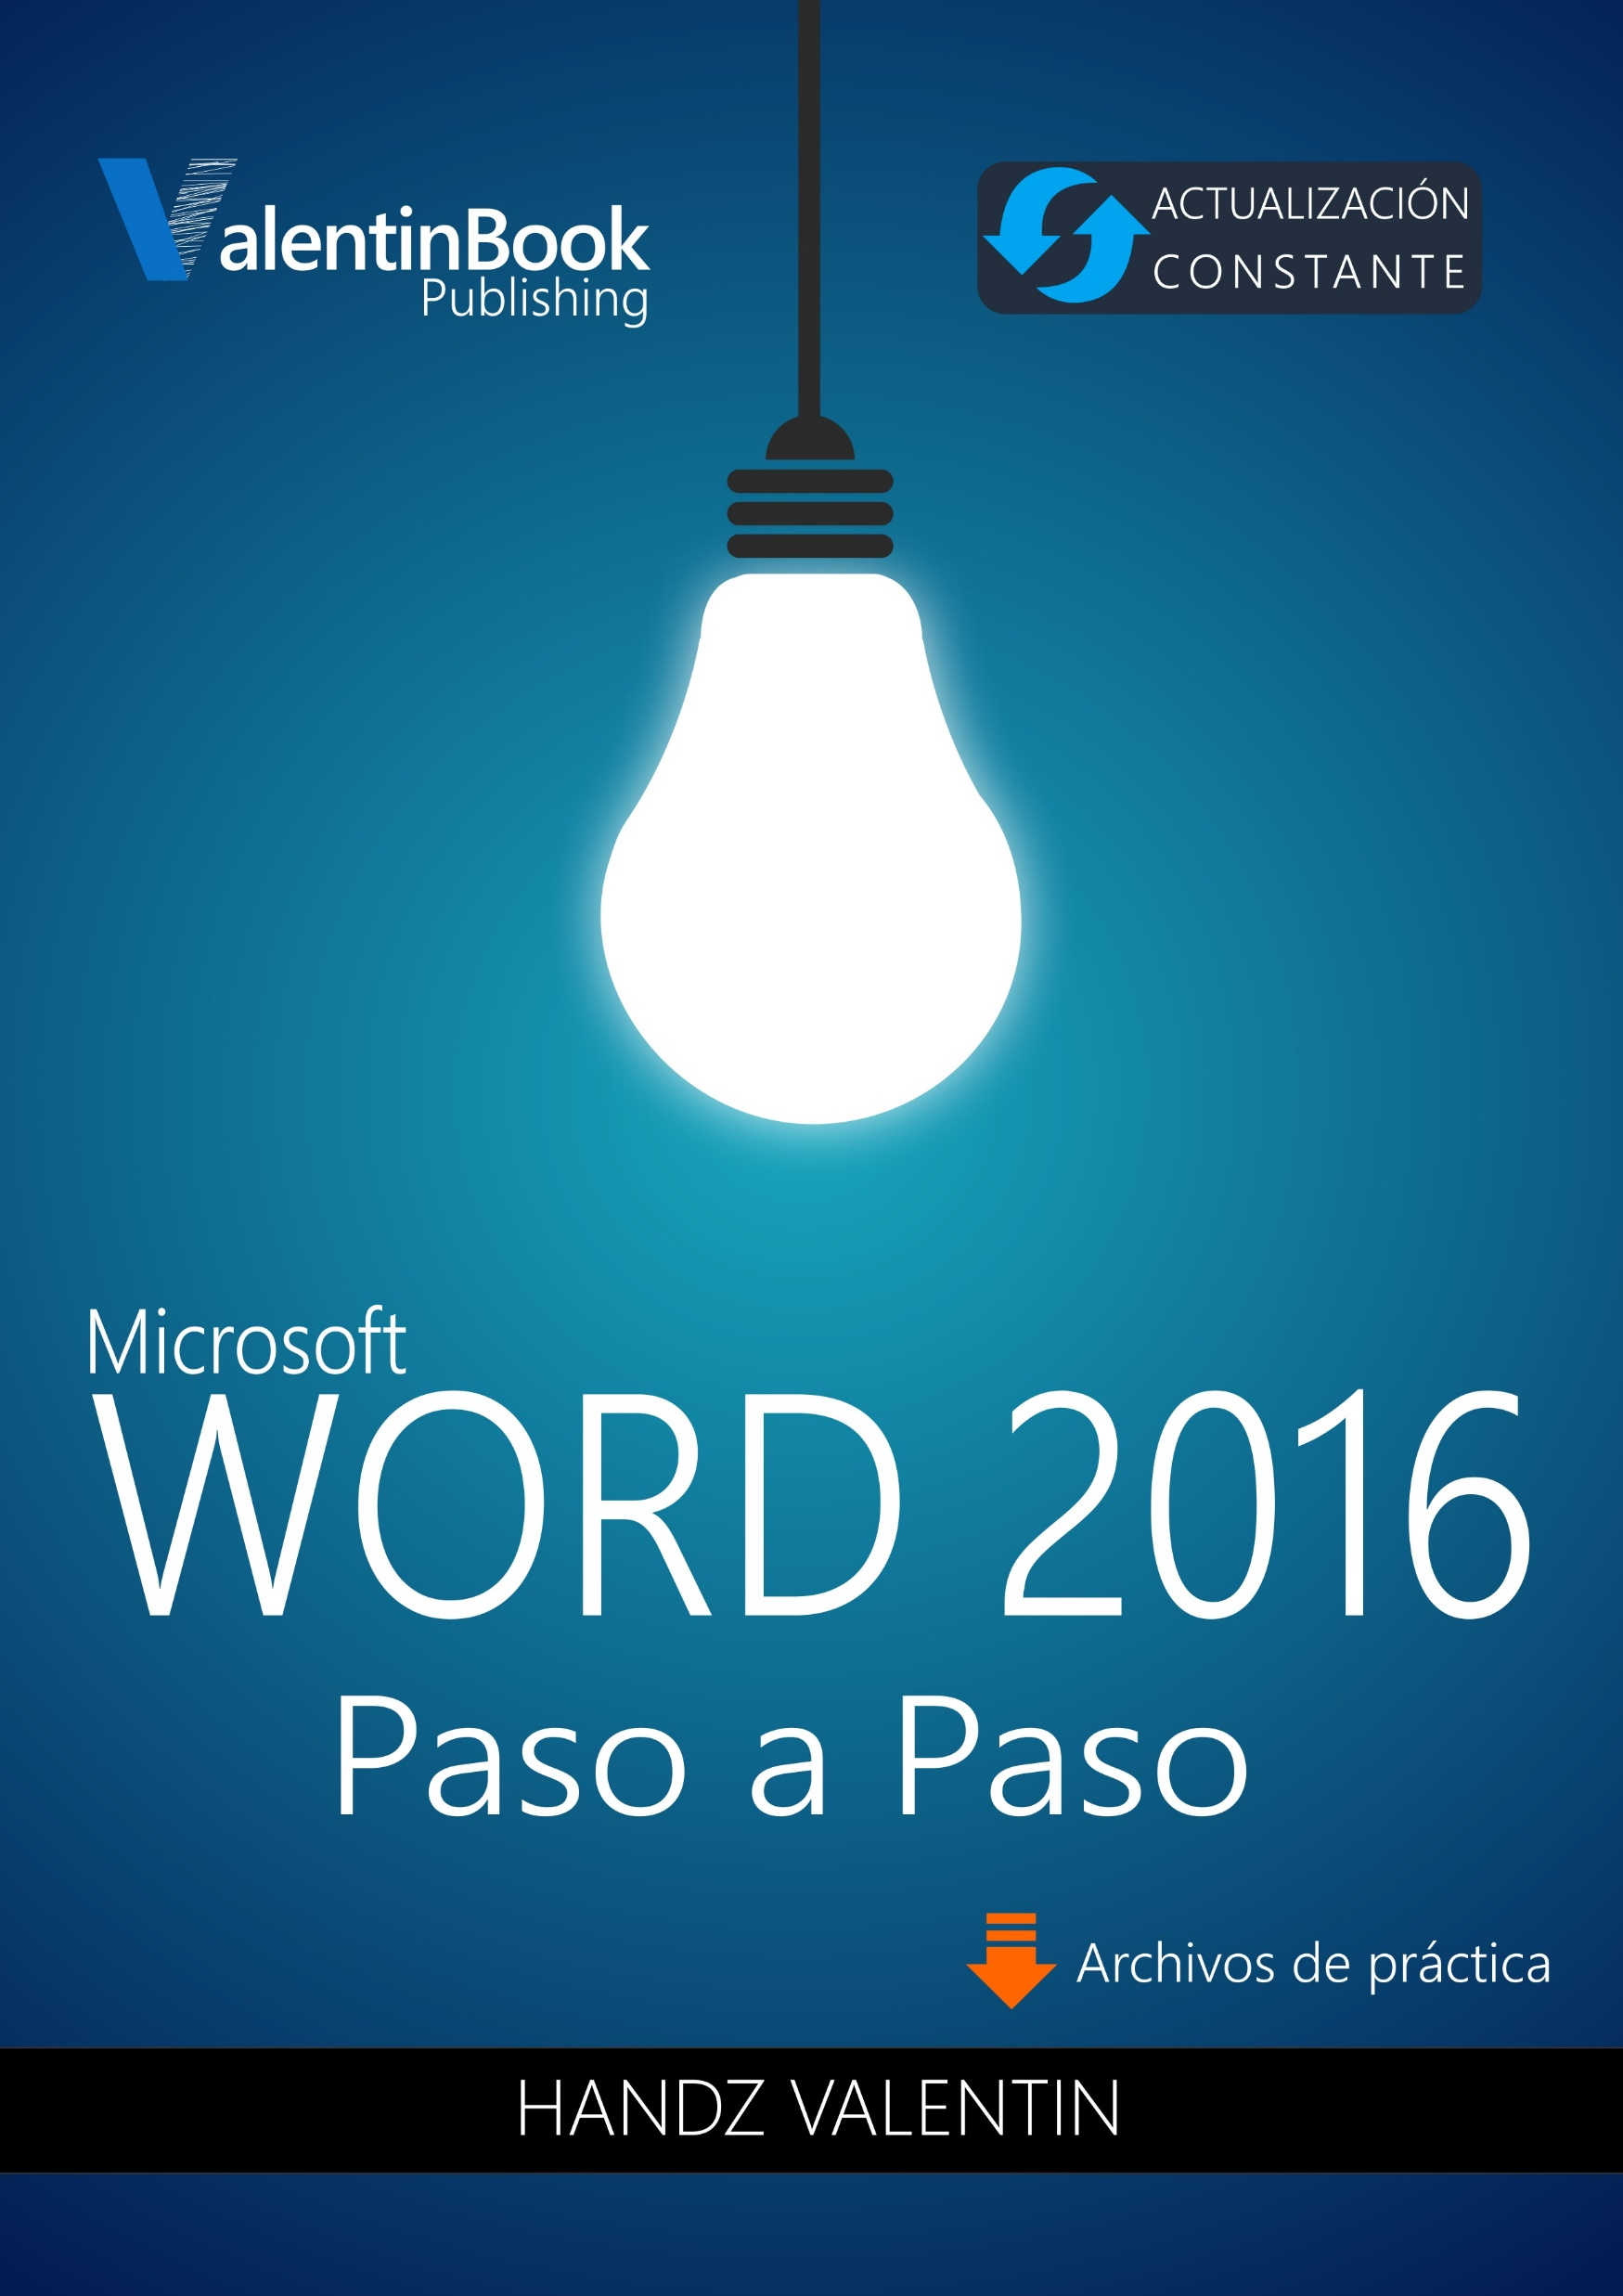 ValentinBook
Publishing
ACTUALIZACIÓN
CONSTANTE
Microsoft
WORD 2016
Paso a Paso
Archivos de práctica
HANDZ VALENTIN